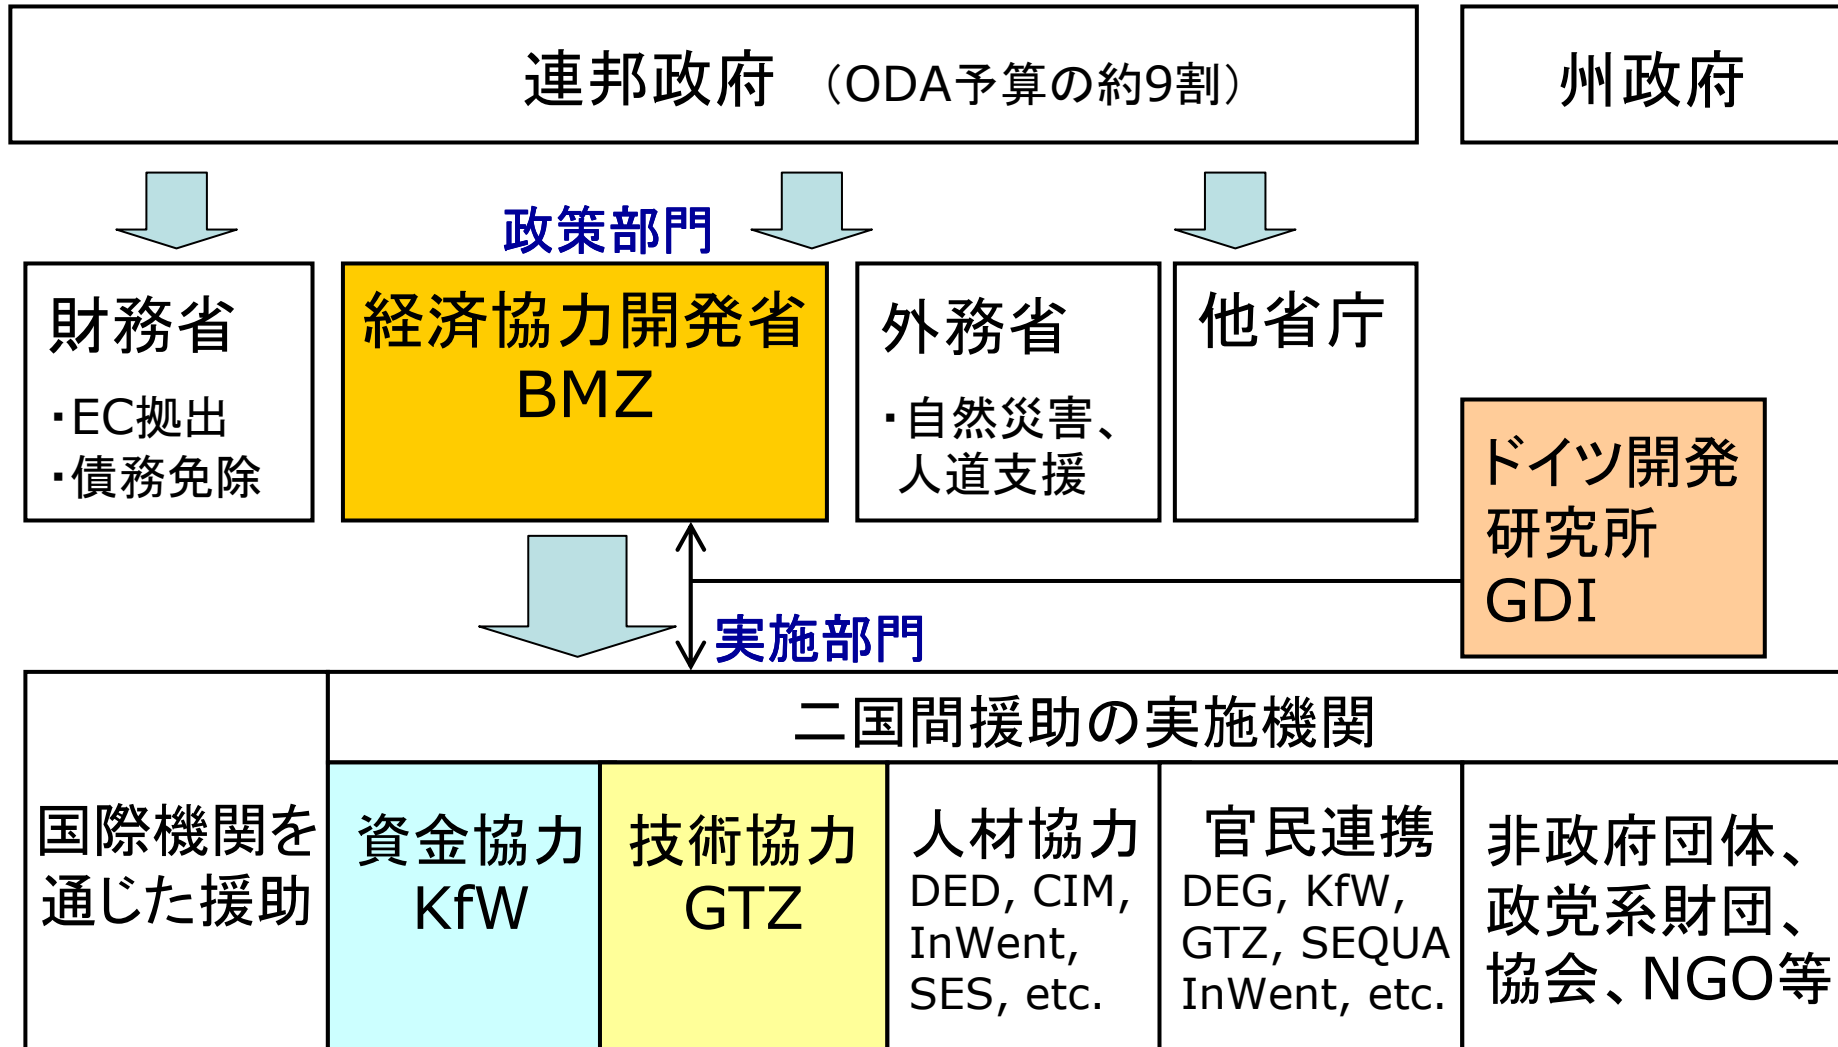 連邦政府 （ODA予算の約9割）
州政府
政策部門
財務省
・EC拠出
・債務免除
経済協力開発省
BMZ
外務省
・自然災害、
人道支援
他省庁
ドイツ開発
研究所
GDI
実施部門
二国間援助の実施機関
国際機関を
通じた援助
資金協力
KfW
技術協力
GTZ
人材協力
DED, CIM,
InWent,
SES, etc.
官民連携
DEG, KfW,
GTZ, SEQUA
InWent, etc.
非政府団体、
政党系財団、
協会、NGO等